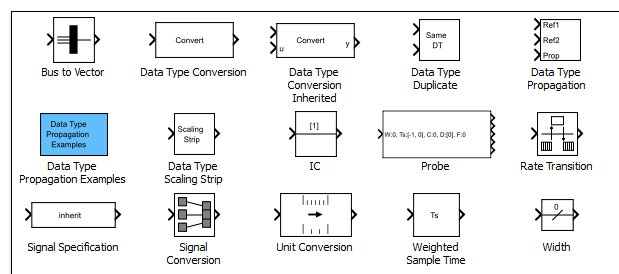 Convert
Convert
u
y
Same
DT
Ref1
Ref2
Prop
Bus to Vector
Data Type Conversion
Data Type
Conversion
Inherited
Data Type
Duplicate
Data Type
Propagation
Data Type
Propagation
Examples
Scaling
Strip
[1]
W:0, Ts:[-1, 0], C:0, D:[0], F:0
Data Type
Propagation Examples
Data Type
Scaling Strip
IC
Probe
Rate Transition
inherit
Ts
0
Signal Specification
Signal
Conversion
Unit Conversion
Weighted
Sample Time
Width